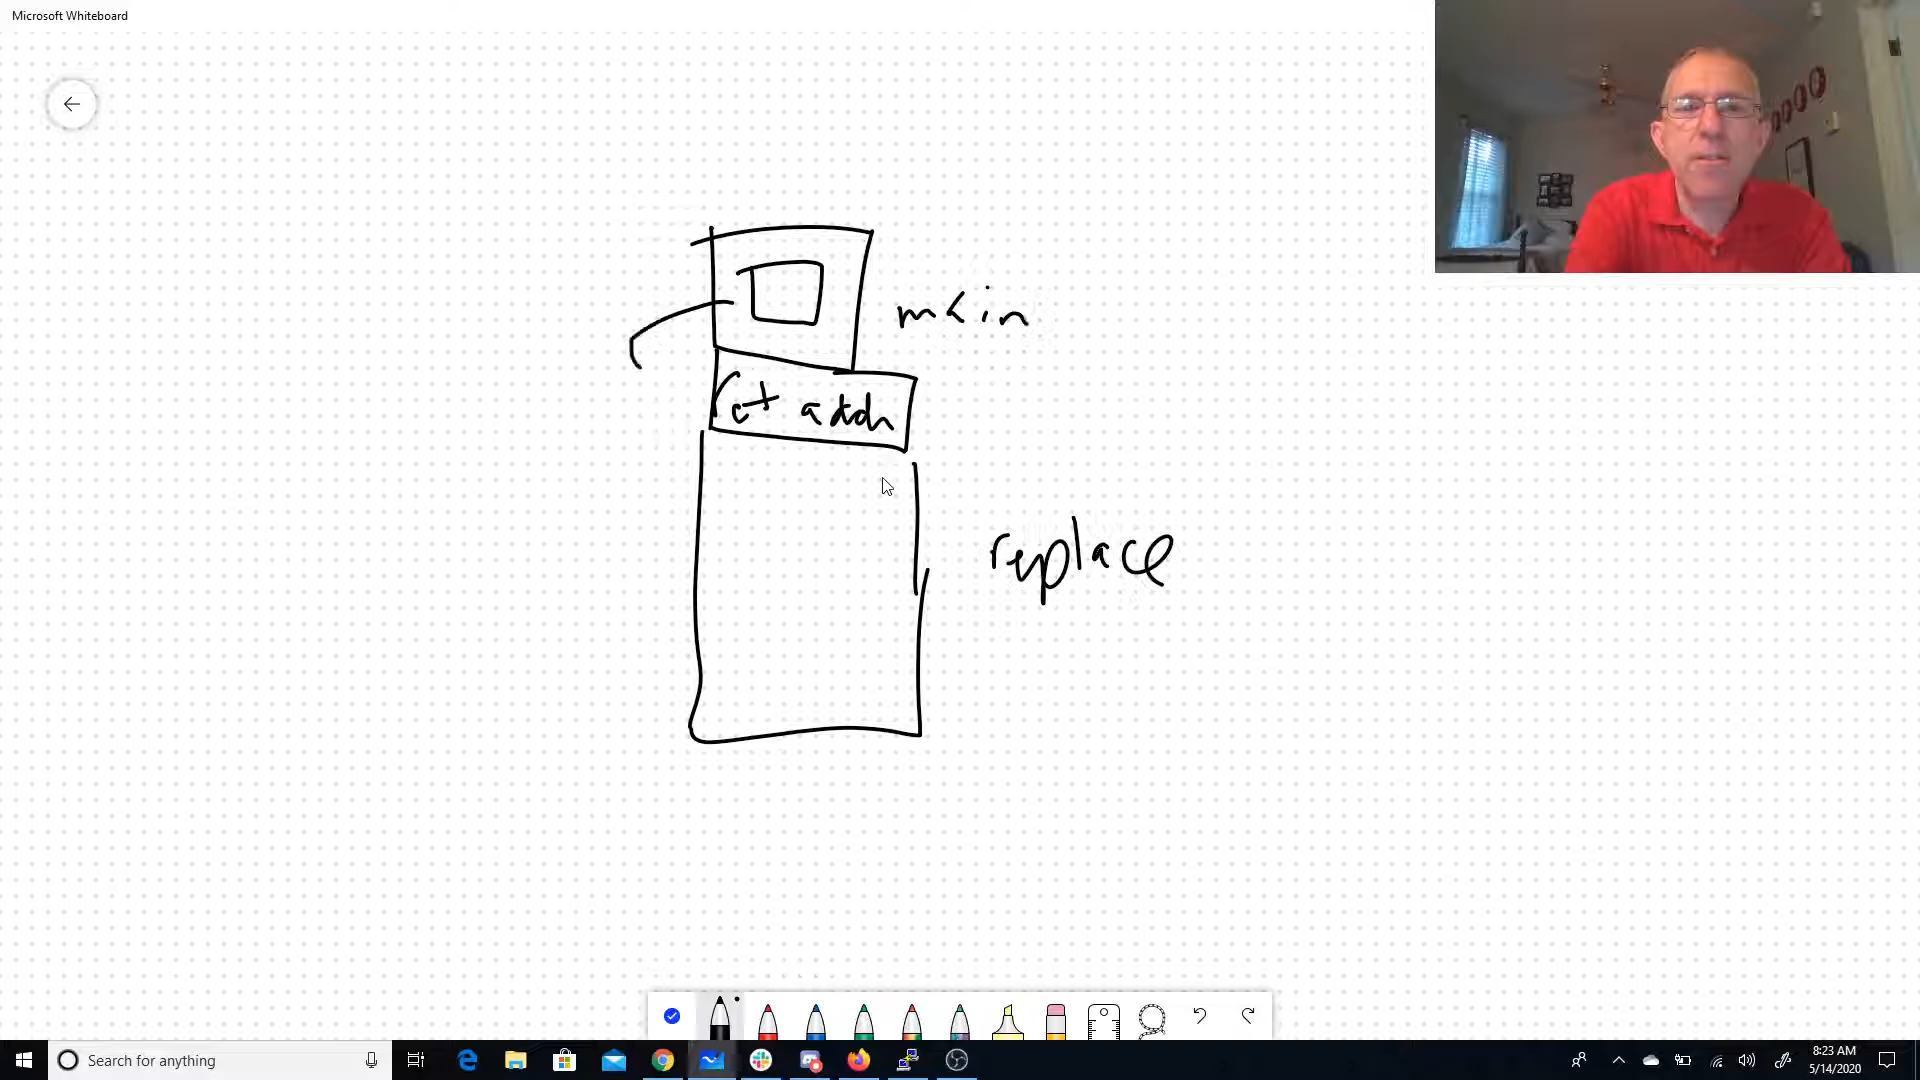 Microsoft Whiteboard
main
ret addr
replace
Search for anything
8:23 AM
5/14/2020